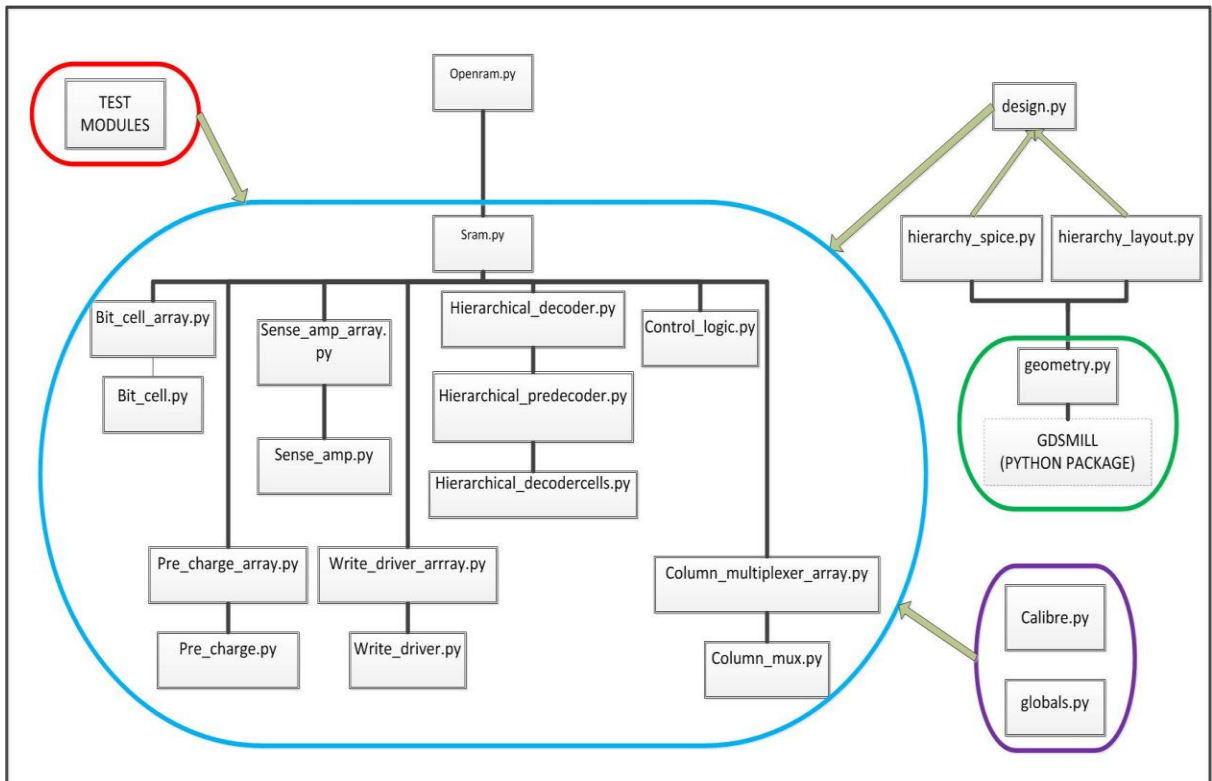 TEST
MODULES
Openram.py
design.py
hierarchy_spice.py
hierarchy_layout.py
Sram.py
Bit_cell_array.py
Sense_amp_array.
py
Hierarchical_decoder.py
Control_logic.py
Bit_cell.py
Hierarchical_predecoder.py
Sense_amp.py
Hierarchical_decodercells.py
geometry.py
GDSMILL
(PYTHON PACKAGE)
Pre_charge_array.py
Write_driver_arrray.py
Column_multiplexer_array.py
Pre_charge.py
Write_driver.py
Column_mux.py
Calibre.py
globals.py